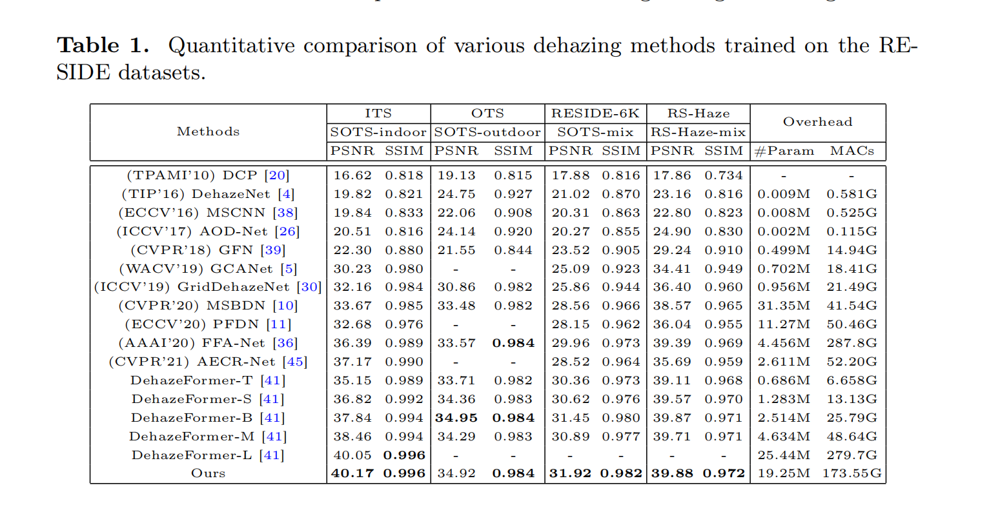 Table 1. Quantitative comparison of various dehazing methods trained on the RE-
SIDE datasets.
Methods ITS OTS RESIDE-6K RS-Haze Overhead
SOTS-indoor SOTS-outdoor SOTS-mix RS-Haze-mix
PSNR SSIM PSNR SSIM PSNR SSIM PSNR SSIM #Param MACs
(TPAMI'10) DCP [20] 16.62 0.818 19.13 0.815 17.88 0.816 17.86 0.734 - -
(TIP'16) DehazeNet [4] 19.82 0.821 24.75 0.927 21.02 0.870 23.16 0.816 0.009M 0.581G
(ECCV'16) MSCNN [38] 19.84 0.833 22.06 0.908 20.31 0.863 22.80 0.823 0.008M 0.525G
(ICCV'17) AOD-Net [26] 20.51 0.816 24.14 0.920 20.27 0.855 24.90 0.830 0.002M 0.115G
(CVPR'18) GFN [39] 22.30 0.880 21.55 0.844 23.52 0.905 29.24 0.910 0.499M 14.94G
(WACV'19) GCANet [5] 30.23 0.980 - - 25.09 0.923 34.41 0.949 0.702M 18.41G
(ICCV'19) GridDehazeNet [30] 32.16 0.984 30.86 0.982 25.86 0.944 36.40 0.960 0.956M 21.49G
(CVPR'20) MSBDN [10] 33.67 0.985 33.48 0.982 28.56 0.966 38.57 0.965 31.35M 41.54G
(ECCV'20) PFDN [11] 32.68 0.976 - - 28.15 0.962 36.04 0.955 11.27M 50.46G
(AAAI'20) FFA-Net [36] 36.39 0.989 33.57 0.984 29.96 0.973 39.39 0.969 4.456M 287.8G
(CVPR'21) AECR-Net [45] 37.17 0.990 - - 28.52 0.964 35.69 0.959 2.611M 52.20G
DehazeFormer-T [41] 35.15 0.989 33.71 0.982 30.36 0.973 39.11 0.968 0.686M 6.658G
DehazeFormer-S [41] 36.82 0.992 34.36 0.983 30.62 0.976 39.57 0.970 1.283M 13.13G
DehazeFormer-B [41] 37.84 0.994 34.95 0.984 31.45 0.980 39.87 0.971 2.514M 25.79G
DehazeFormer-M [41] 38.46 0.994 34.29 0.983 30.89 0.977 39.71 0.971 4.634M 48.64G
DehazeFormer-L [41] 40.05 0.996 - - - - - - 25.44M 279.7G
Ours 40.17 0.996 34.92 0.984 31.92 0.982 39.88 0.972 19.25M 173.55G